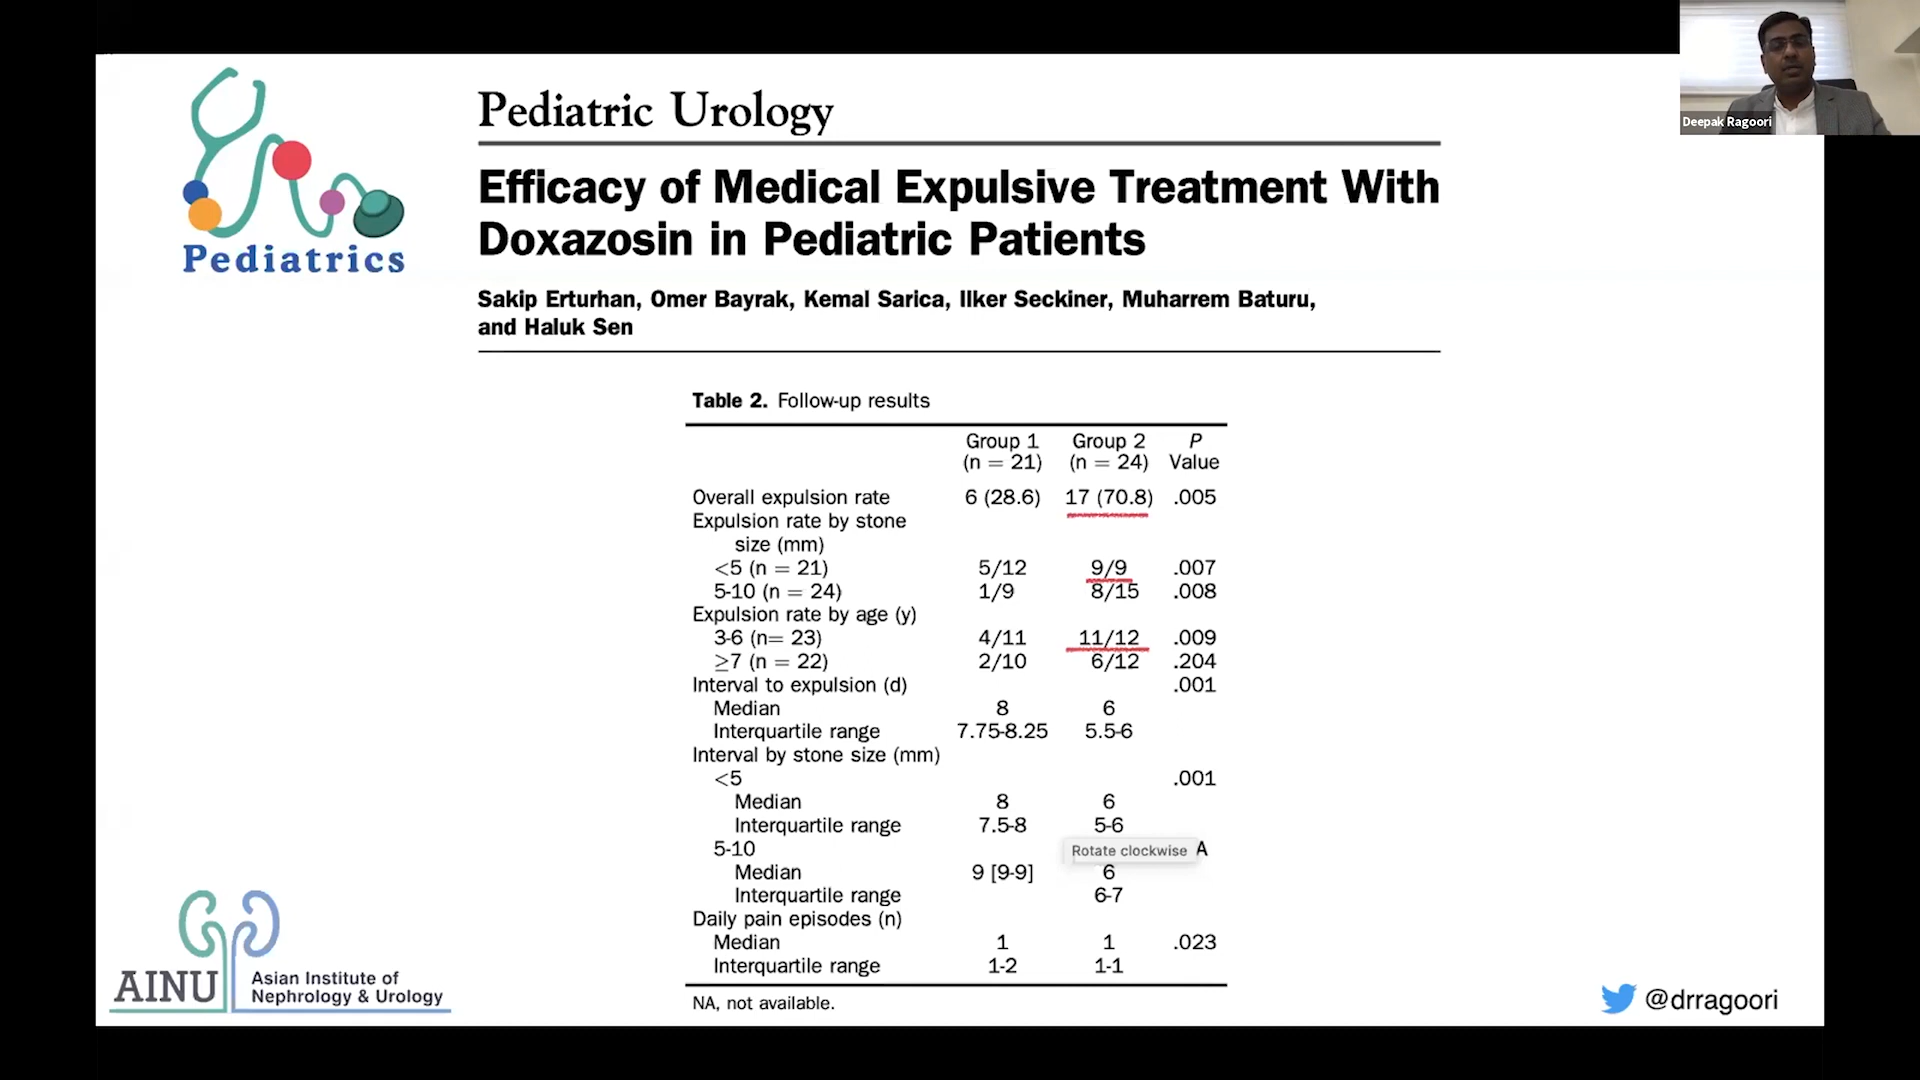 Pediatric Urology
Efficacy of Medical Expulsive Treatment With
Doxazosin in Pediatric Patients
Sakip Erturhan, Omer Bayrak, Kemal Sarica, Ilker Seckiner, Muharrem Baturu,
and Haluk Sen
Pediatrics
Deepak Ragoori
Table 2. Follow-up results
Group 1 Group 2 P
(n = 21) (n = 24) Value
Overall expulsion rate 6 (28.6) 17 (70.8) .005
Expulsion rate by stone
size (mm)
<5 (n = 21) 5/12 9/9 .007
5-10 (n = 24) 1/9 8/15 .008
Expulsion rate by age (y)
3-6 (n= 23) 4/11 11/12 .009
≥7 (n = 22) 2/10 6/12 .204
Interval to expulsion (d) .001
Median 8 6
Interquartile range 7.75-8.25 5.5-6
Interval by stone size (mm)
<5 .001
Median 8 6
Interquartile range 7.5-8 5-6
5-10 Rotate clockwise A
Median 9 [9-9] 6
Interquartile range 6-7
Daily pain episodes (n)
Median 1 1 .023
Interquartile range 1-2 1-1
NA, not available.
AINU
Asian Institute of
Nephrology & Urology
@drragoori